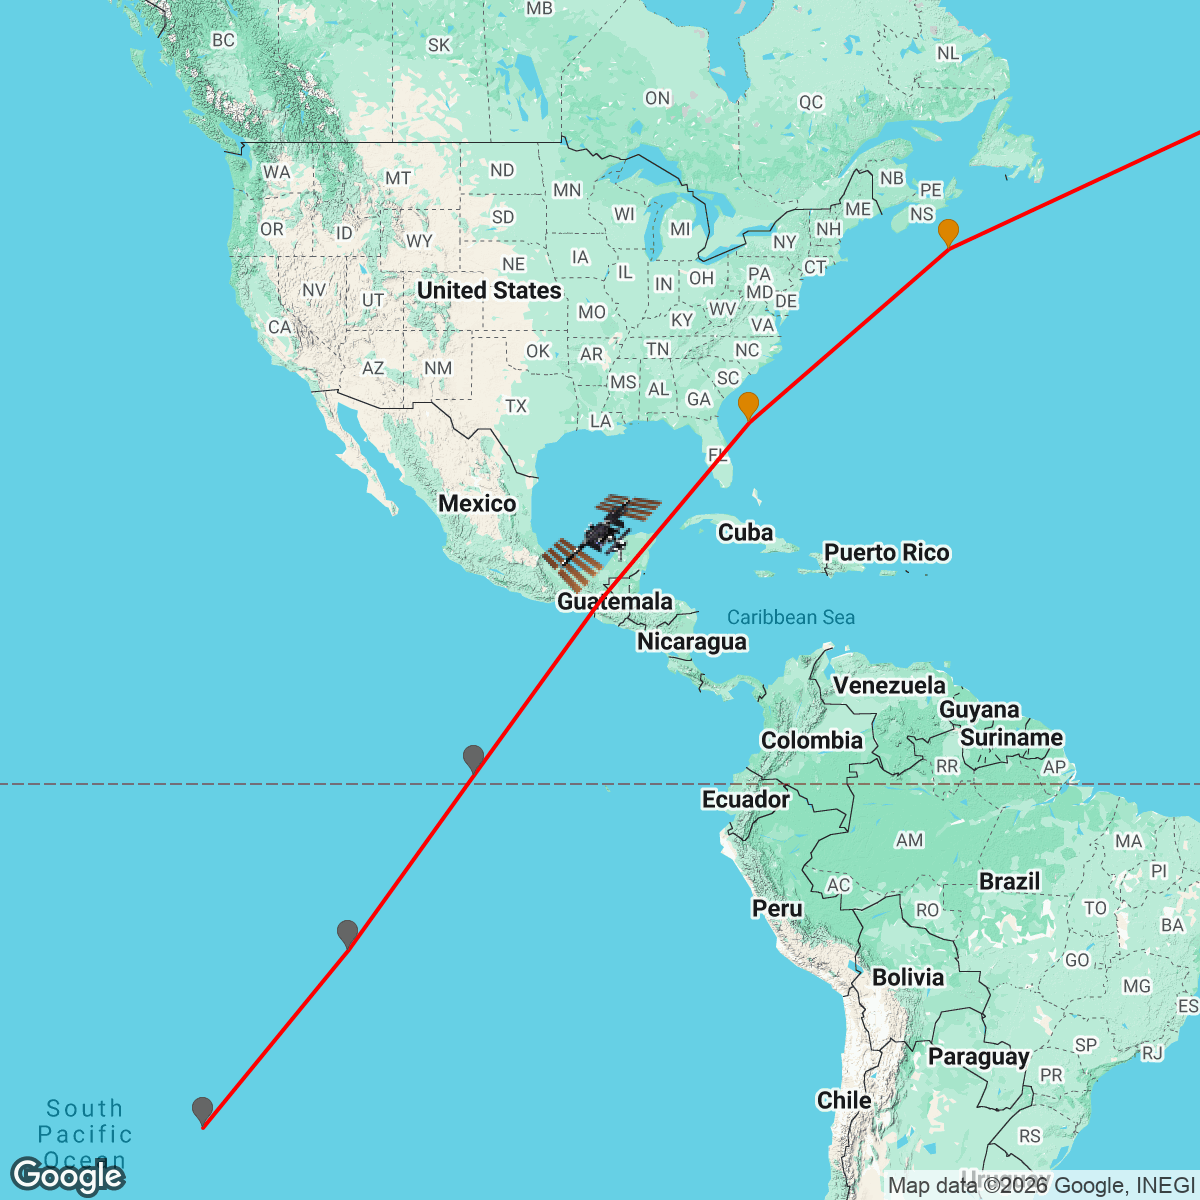 MB
BC
SK
NL
ON
QC
WA
MT
ND
MN
NB
PE
ME
NS
OR
ID
SD
WY
WI
MI
NY
NH
CT
NE
IA
IL
IN
OH
PA
MD
DE
NV
UT
United States
MO
KY
WV
VA
CA
AZ
NM
OK
AR
TN
NC
MS
AL
GA
SC
TX
LA
FL
Mexico
Cuba
Puerto Rico
Guatemala
Caribbean Sea
Nicaragua
Venezuela
Guyana
Suriname
Colombia
RR
AP
Ecuador
AM
MA
PI
AC
Brazil
Peru
RO
TO
BA
GO
Bolivia
MG
ES
SP
RJ
Paraguay
PR
Chile
South
Pacific
Ocean
RS
Uruguay
Google
Map data ©2026 Google, INEGI